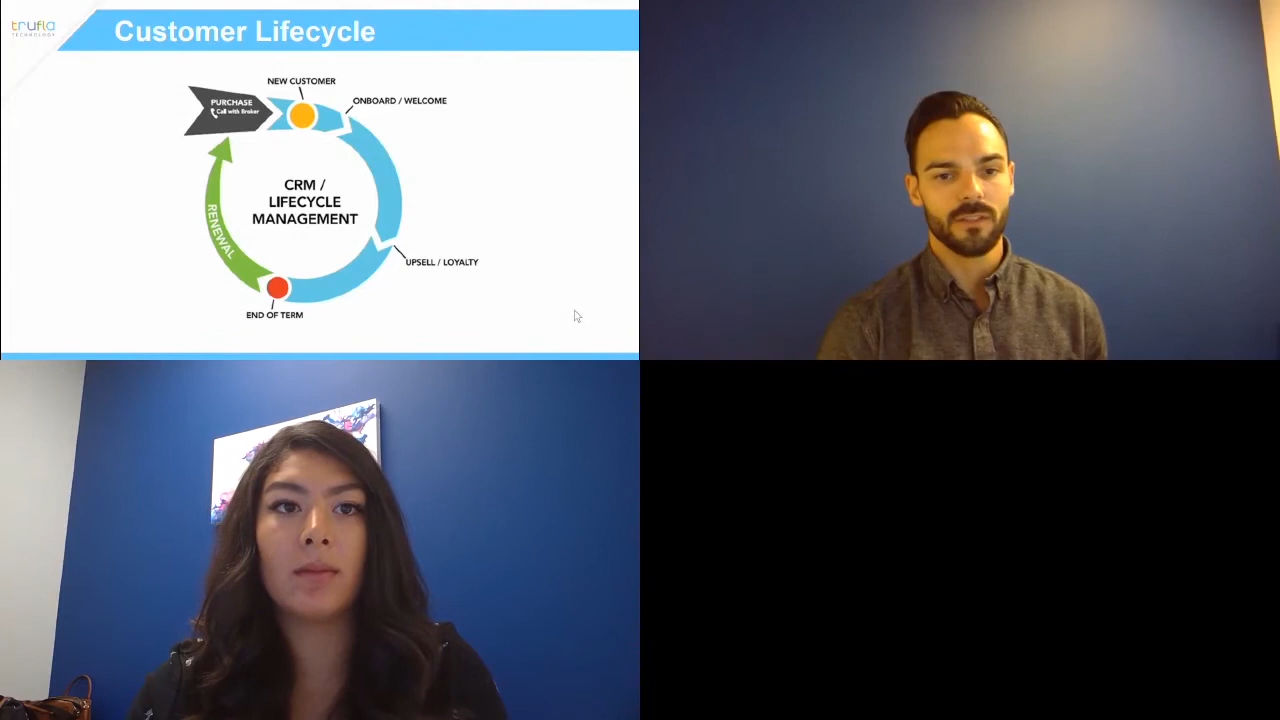 trufla
TECHNOLOGY
Customer Lifecycle
NEW CUSTOMER
PURCHASE
Call with Broker
ONBOARD / WELCOME
CRM /
LIFECYCLE
MANAGEMENT
RENEWAL
UPSELL / LOYALTY
END OF TERM